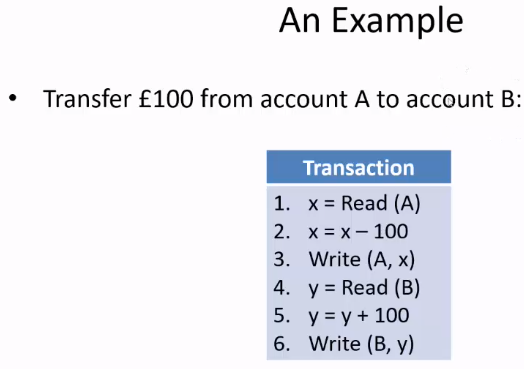 An Example
• Transfer £100 from account A to account B:
Transaction
1. x = Read (A)
2. x = x – 100
3. Write (A, x)
4. y = Read (B)
5. y = y + 100
6. Write (B, y)